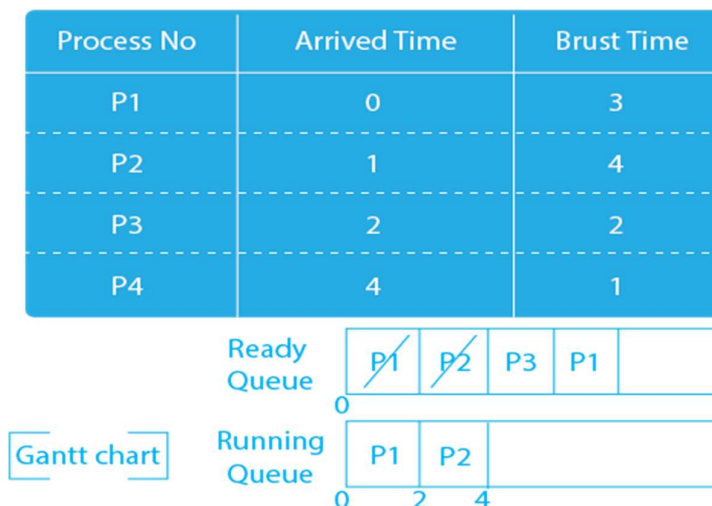 Process No Arrived Time Brust Time
P1 0 3
P2 1 4
P3 2 2
P4 4 1
Ready
Queue
P1 P2 P3 P1
0
Gantt chart
Running
Queue
P1 P2
0 2 4